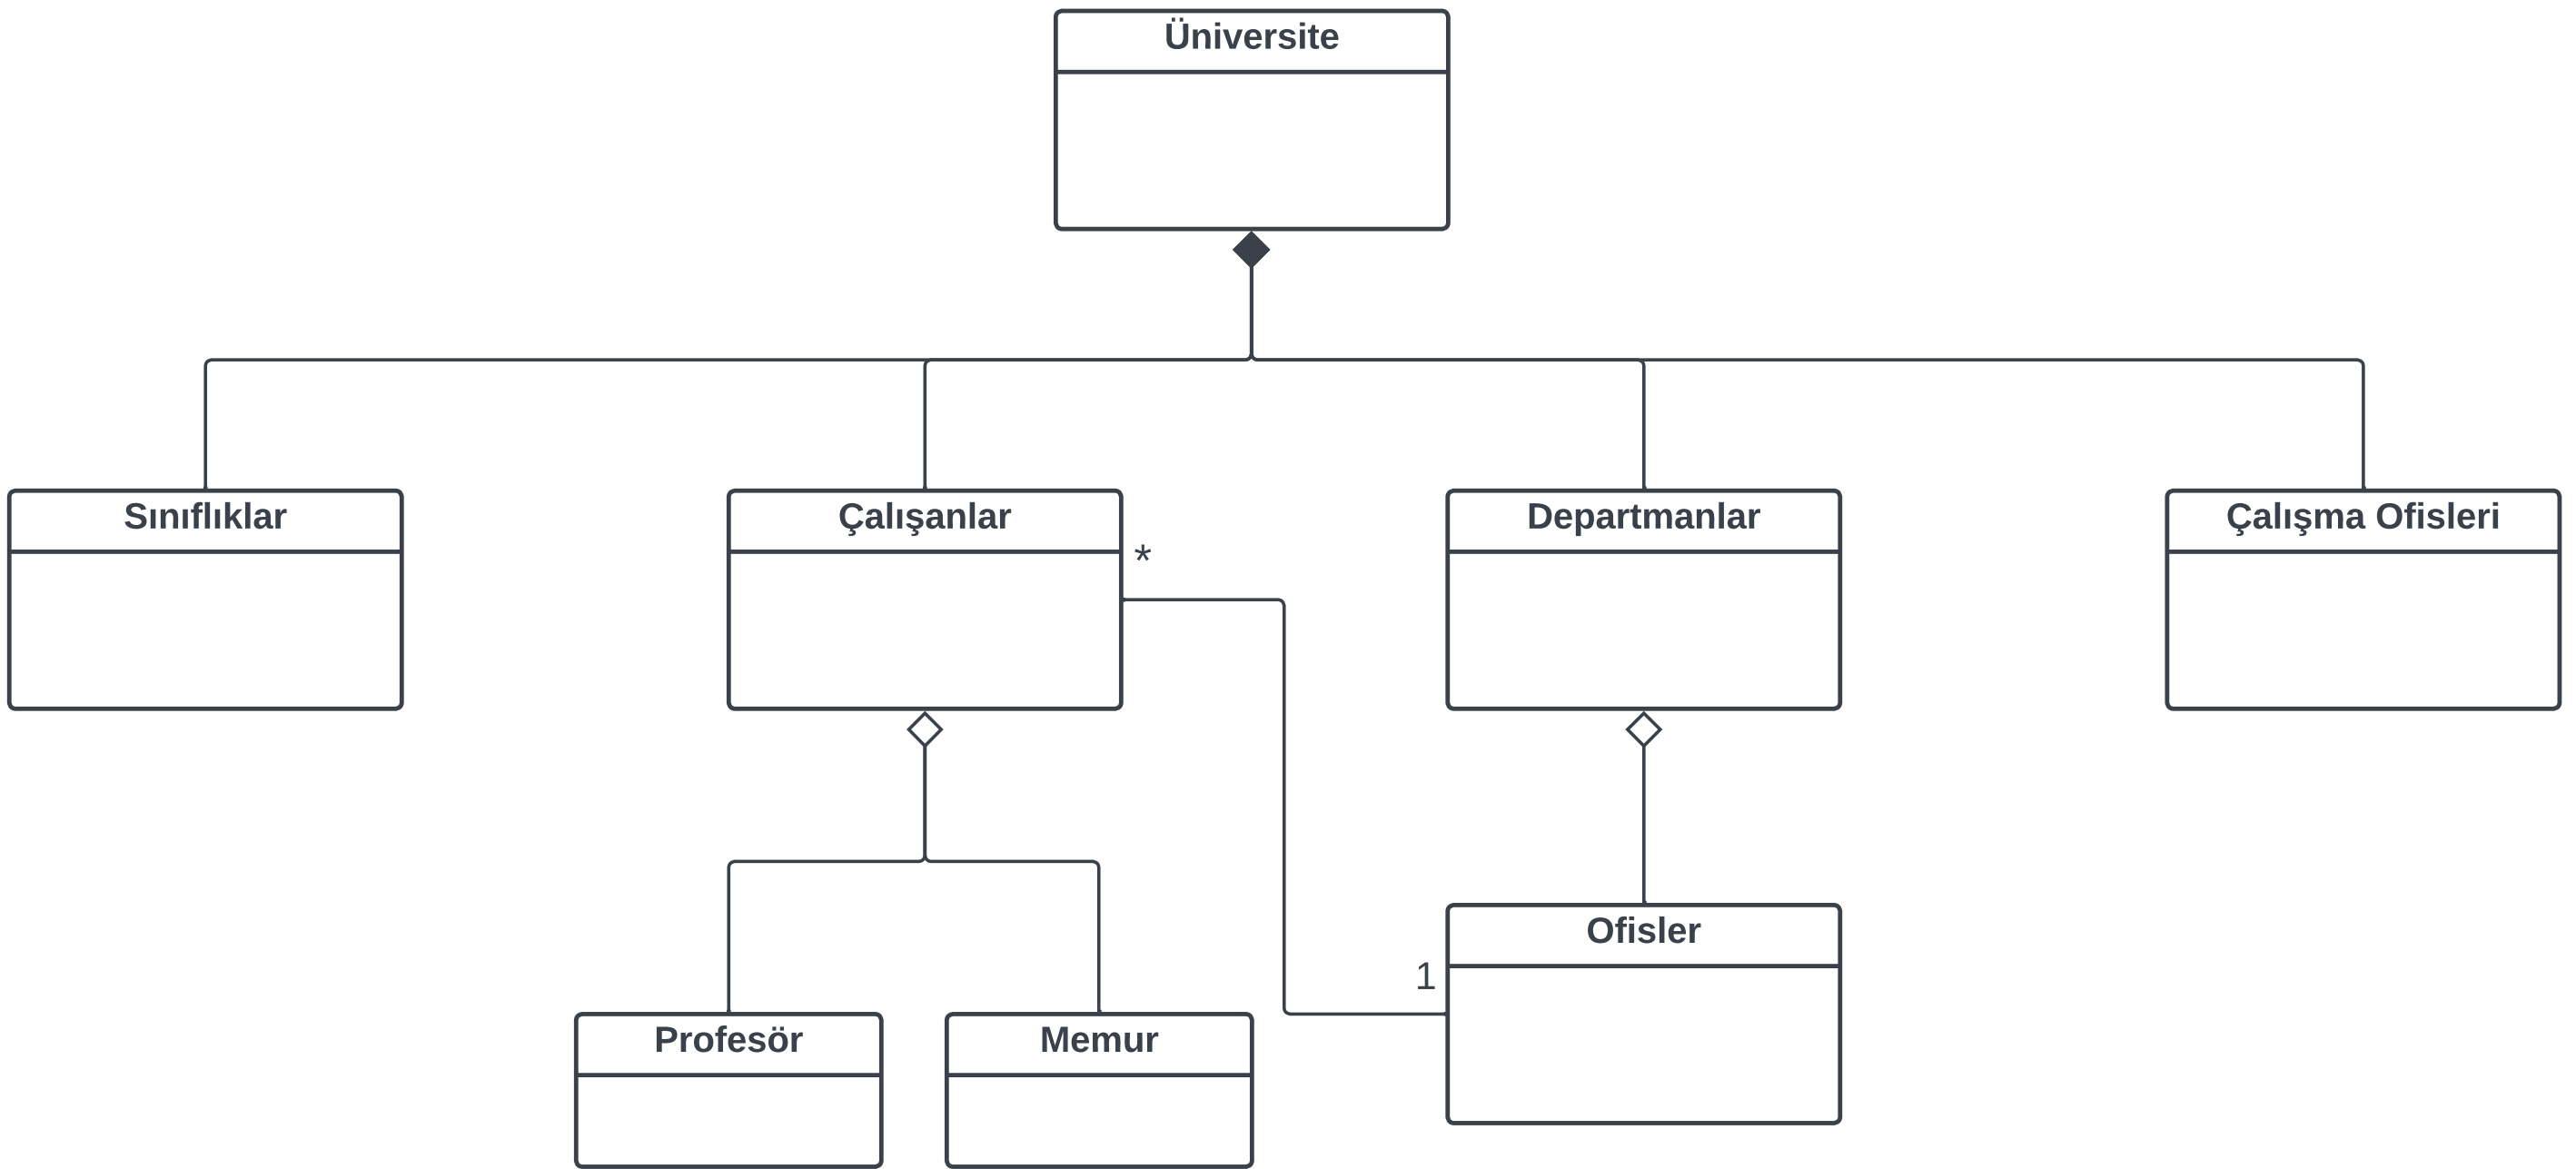 Üniversite
Sınıflıklar
Çalışanlar
Departmanlar
Çalışma Ofisleri
*
Ofisler
1
Profesör
Memur